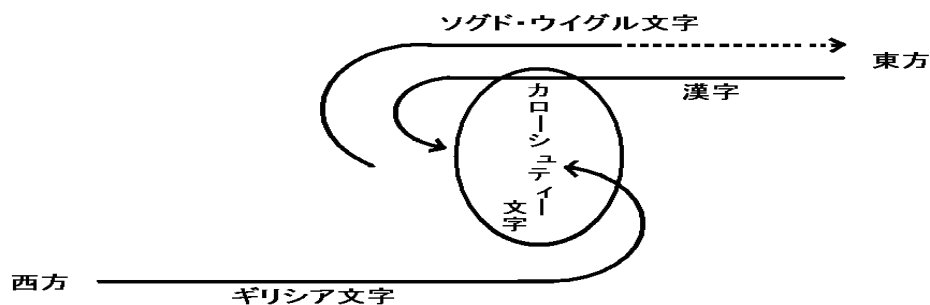 ソグド・ウイグル文字
東方
漢字
カローシュティー
文字
西方
ギリシア文字